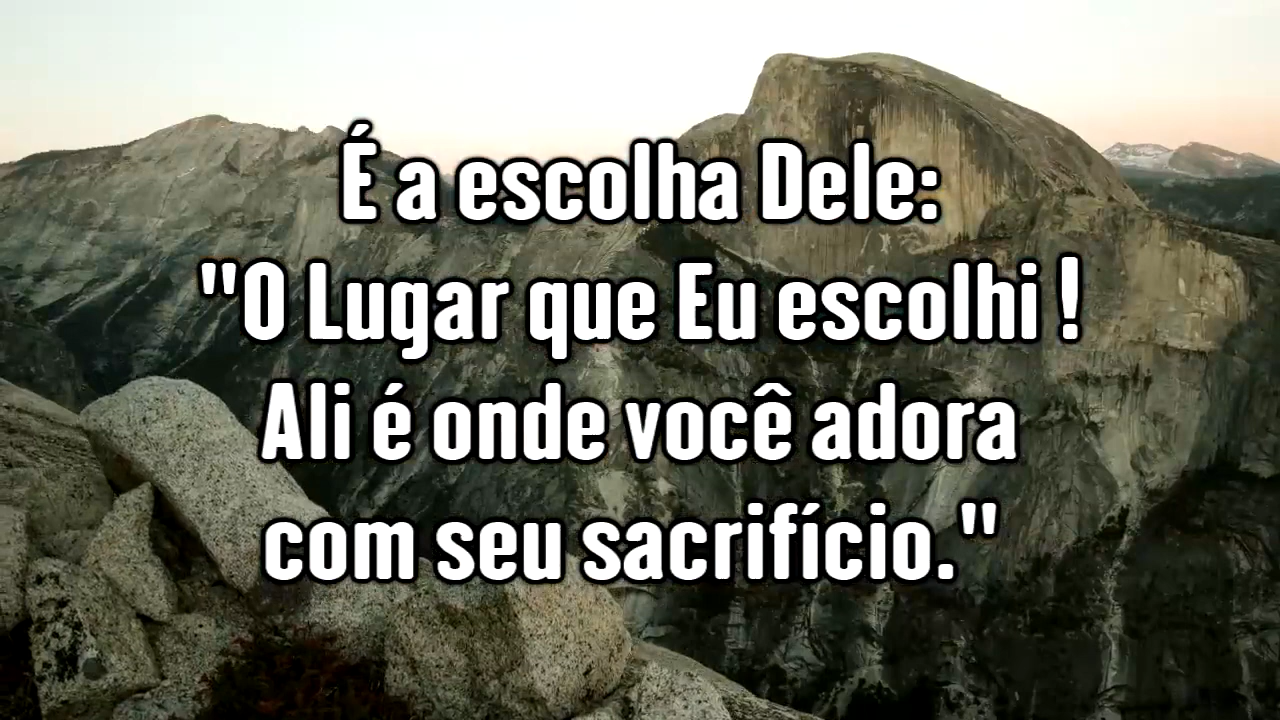 É a escolha Dele:
"O Lugar que Eu escolhi !
Ali é onde você adora
com seu sacrifício."